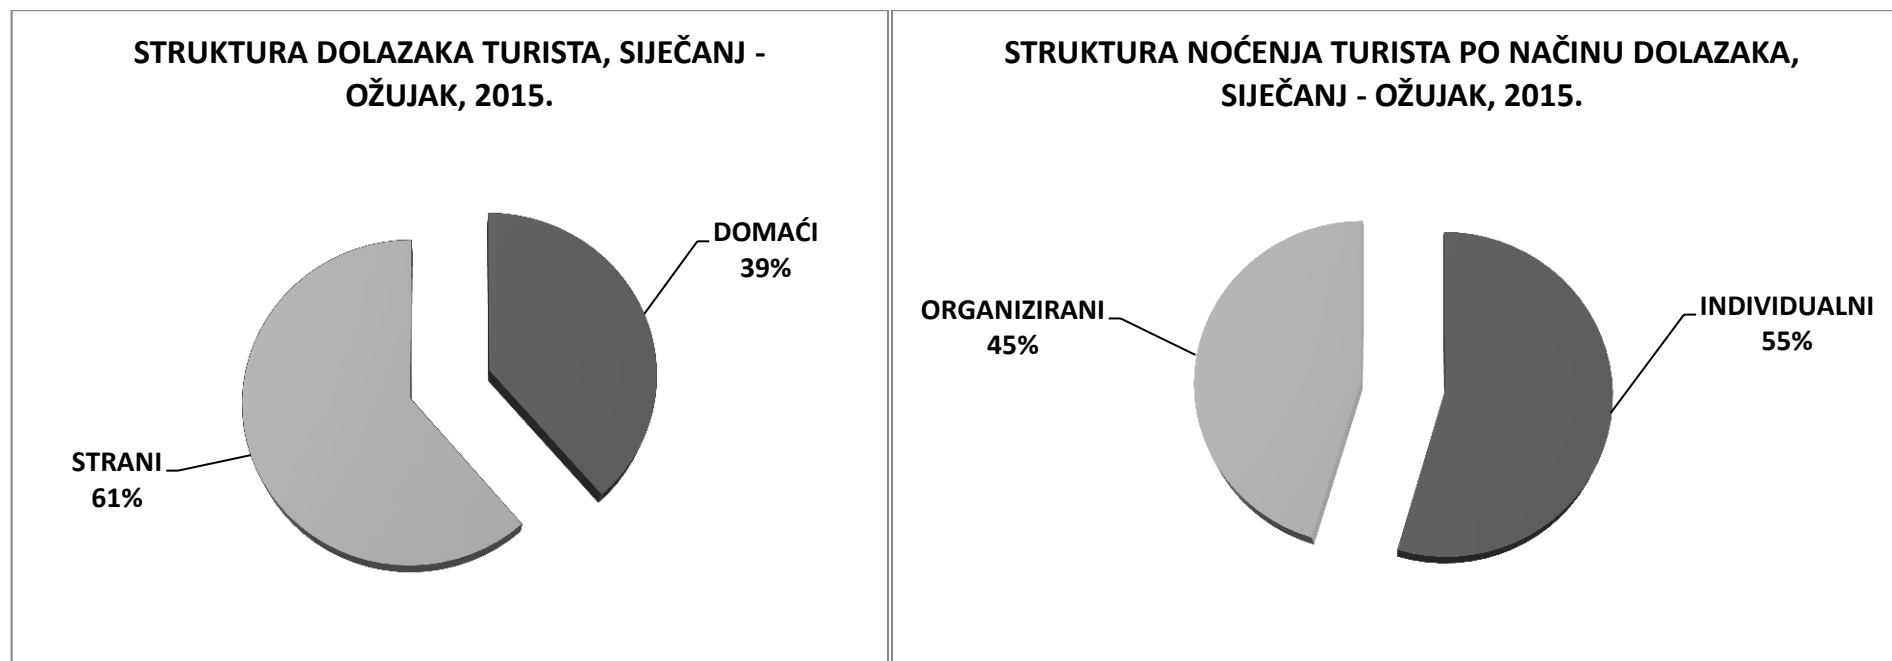 STRUKTURA DOLAZAKA TURISTA, SIJEČANJ -
OŽUJAK, 2015.
DOMAĆI
39%
STRANI
61%
STRUKTURA NOĆENJA TURISTA PO NAČINU DOLAZAKA,
SIJEČANJ - OŽUJAK, 2015.
ORGANIZIRANI
45%
INDIVIDUALNI
55%